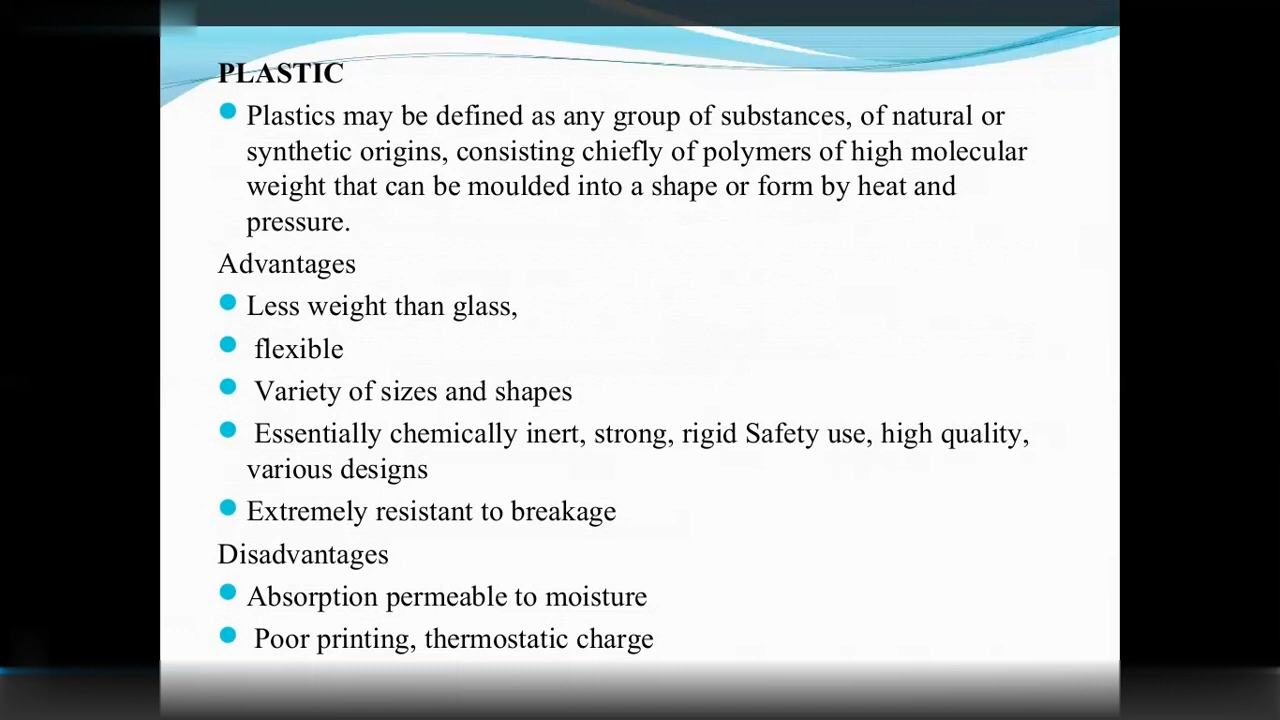 PLASTIC
Plastics may be defined as any group of substances, of natural or
synthetic origins, consisting chiefly of polymers of high molecular
weight that can be moulded into a shape or form by heat and
pressure.
Advantages
Less weight than glass,
flexible
Variety of sizes and shapes
Essentially chemically inert, strong, rigid Safety use, high quality,
various designs
Extremely resistant to breakage
Disadvantages
Absorption permeable to moisture
Poor printing, thermostatic charge